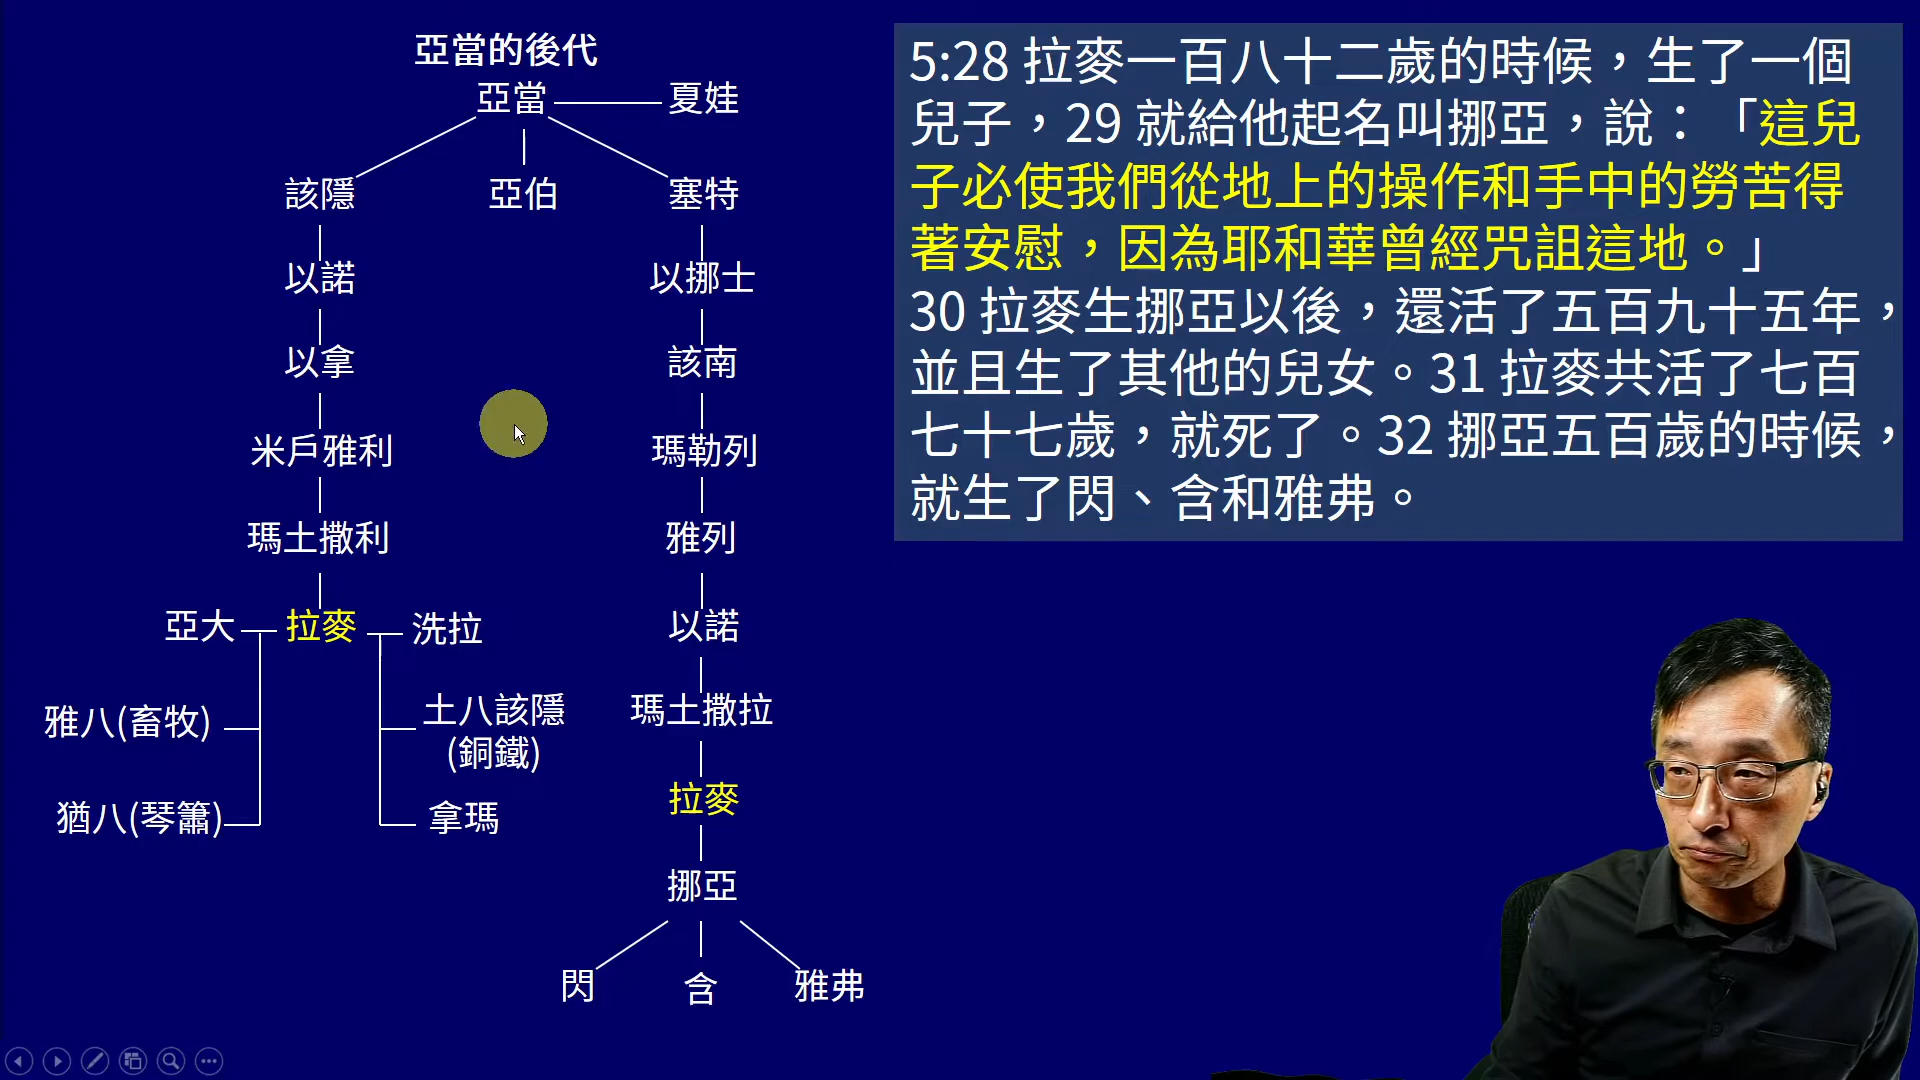 亞當的後代
亞當 夏娃
該隱 亞伯 塞特
以諾 以挪士
以拿 該南
米戶雅利 瑪勒列
瑪土撒利 雅列
亞大 拉麥 洗拉 以諾
雅八(畜牧) 土八該隱 瑪土撒拉
(銅鐵)
猶八(琴簫) 拿瑪 拉麥
挪亞
閃 含 雅弗
5:28 拉麥一百八十二歲的時候，生了一個
兒子，29 就給他起名叫挪亞，說：「這兒
子必使我們從地上的操作和手中的勞苦得
著安慰，因為耶和華曾經咒詛這地。」
30 拉麥生挪亞以後，還活了五百九十五年，
並且生了其他的兒女。31 拉麥共活了七百
七十七歲，就死了。32 挪亞五百歲的時候，
就生了閃、含和雅弗。